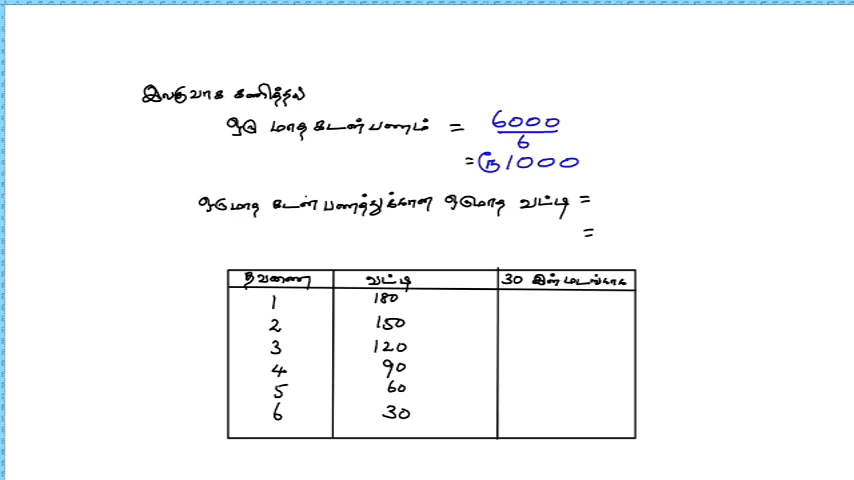 இலகுவாக கணித்தல்
ஒரு மாத கடன் பணம் = 6000 / 6
= ரூ 1000
ஒருமாத கடன் பணத்துக்கான ஒருமாத வட்டி =
=
தவணை வட்டி 30 இன் மடங்காக
1 180
2 150
3 120
4 90
5 60
6 30